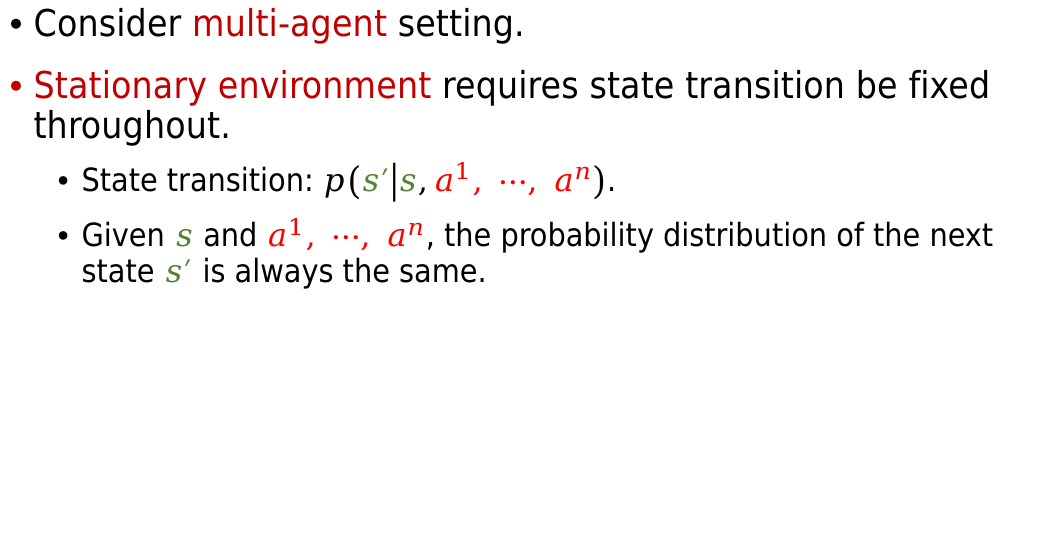 • Consider multi-agent setting.
• Stationary environment requires state transition be fixed
throughout.
• State transition: p(s′|s, a¹, ⋯, aⁿ).
• Given s and a¹, ⋯, aⁿ, the probability distribution of the next
state s′ is always the same.